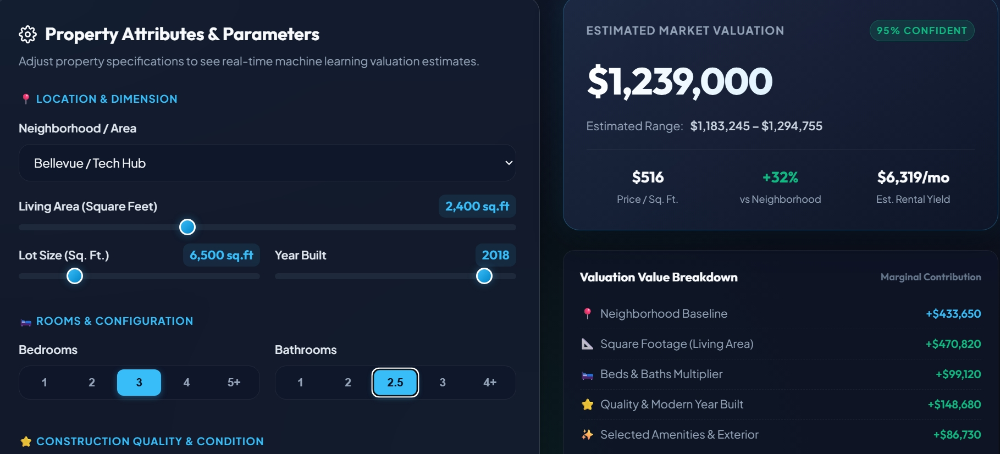 Property Attributes & Parameters
Adjust property specifications to see real-time machine learning valuation estimates.
LOCATION & DIMENSION
Neighborhood / Area
Bellevue / Tech Hub
Living Area (Square Feet)
2,400 sq.ft
Lot Size (Sq. Ft.)
6,500 sq.ft
Year Built
2018
ROOMS & CONFIGURATION
Bedrooms
1 2 3 4 5+
Bathrooms
1 2 2.5 3 4+
CONSTRUCTION QUALITY & CONDITION
ESTIMATED MARKET VALUATION
95% CONFIDENT
$1,239,000
Estimated Range: $1,183,245 – $1,294,755
$516
Price / Sq. Ft.
+32%
vs Neighborhood
$6,319/mo
Est. Rental Yield
Valuation Value Breakdown
Marginal Contribution
Neighborhood Baseline +$433,650
Square Footage (Living Area) +$470,820
Beds & Baths Multiplier +$99,120
Quality & Modern Year Built +$148,680
Selected Amenities & Exterior +$86,730